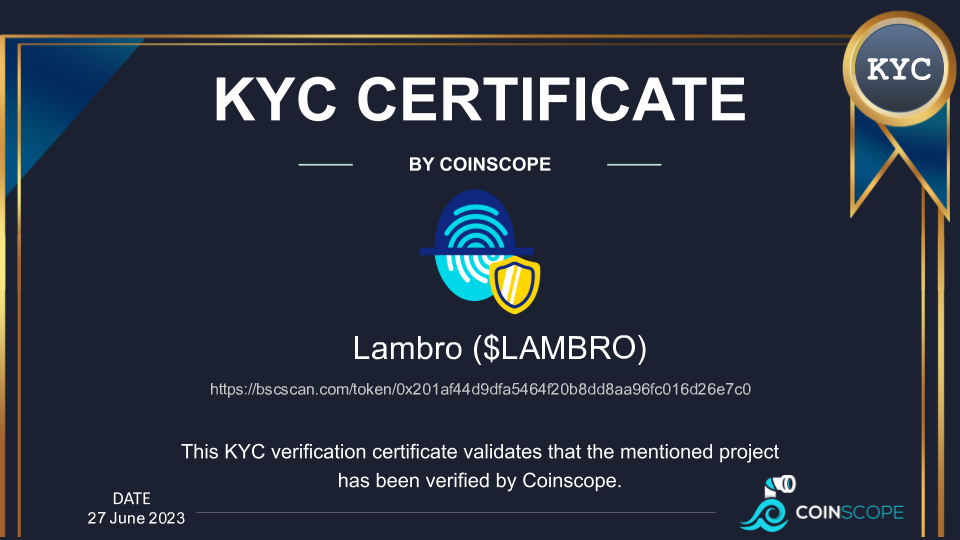 KYC
KYC CERTIFICATE
BY COINSCOPE
Lambro ($LAMBRO)
https://bscscan.com/token/0x201af44d9dfa5464f20b8dd8aa96fc016d26e7c0
This KYC verification certificate validates that the mentioned project
has been verified by Coinscope.
DATE
27 June 2023
COINSCOPE